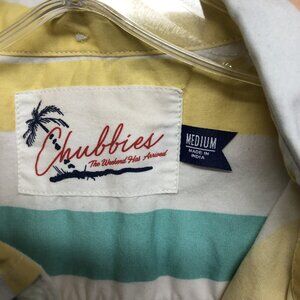 Chubbies
The Weekend Has Arrived
MEDIUM
MADE IN
INDIA